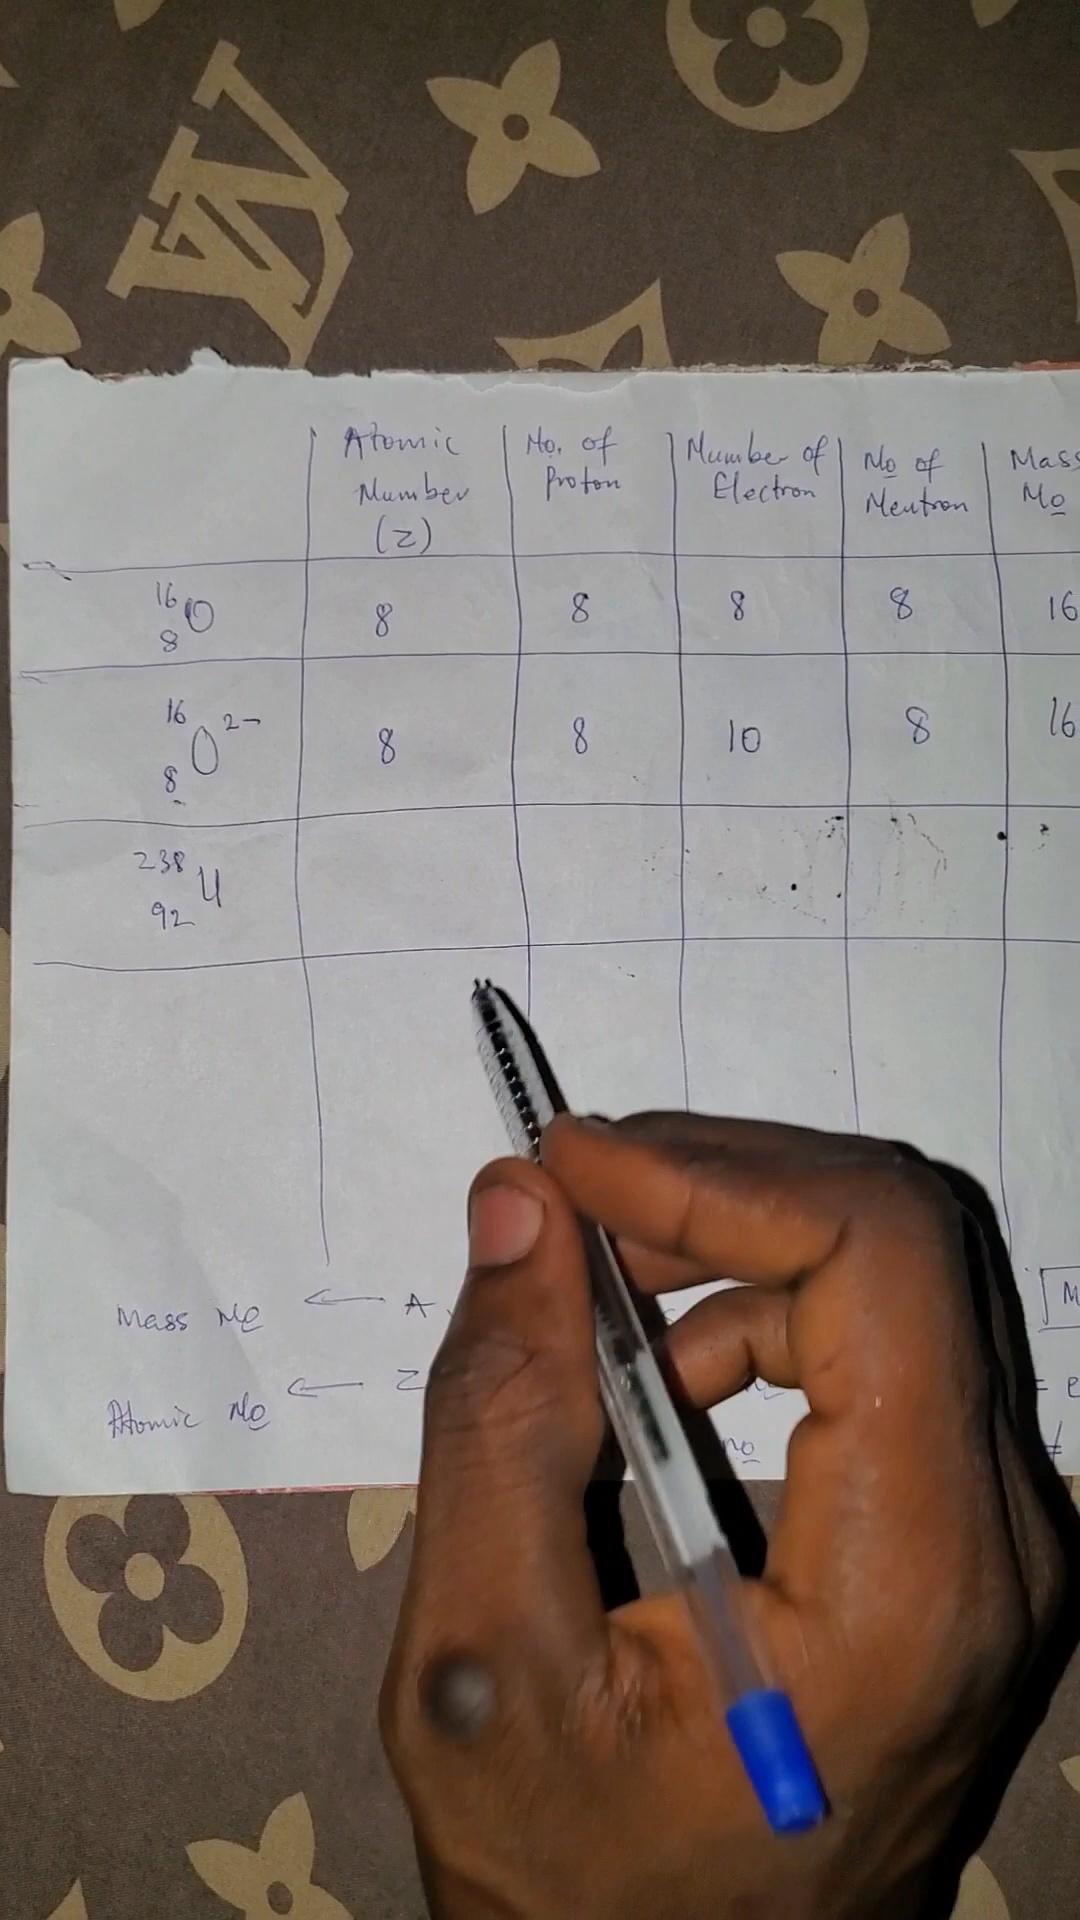 Atomic Number (Z)
No. of Proton
Number of Electron
No of Neutron
Mass No
16 8 O 8 8 8 8 16
16 8 O 2- 8 8 10 8 16
238 92 U
Mass No ← A
Atomic No ← Z
no ≠
= e
M